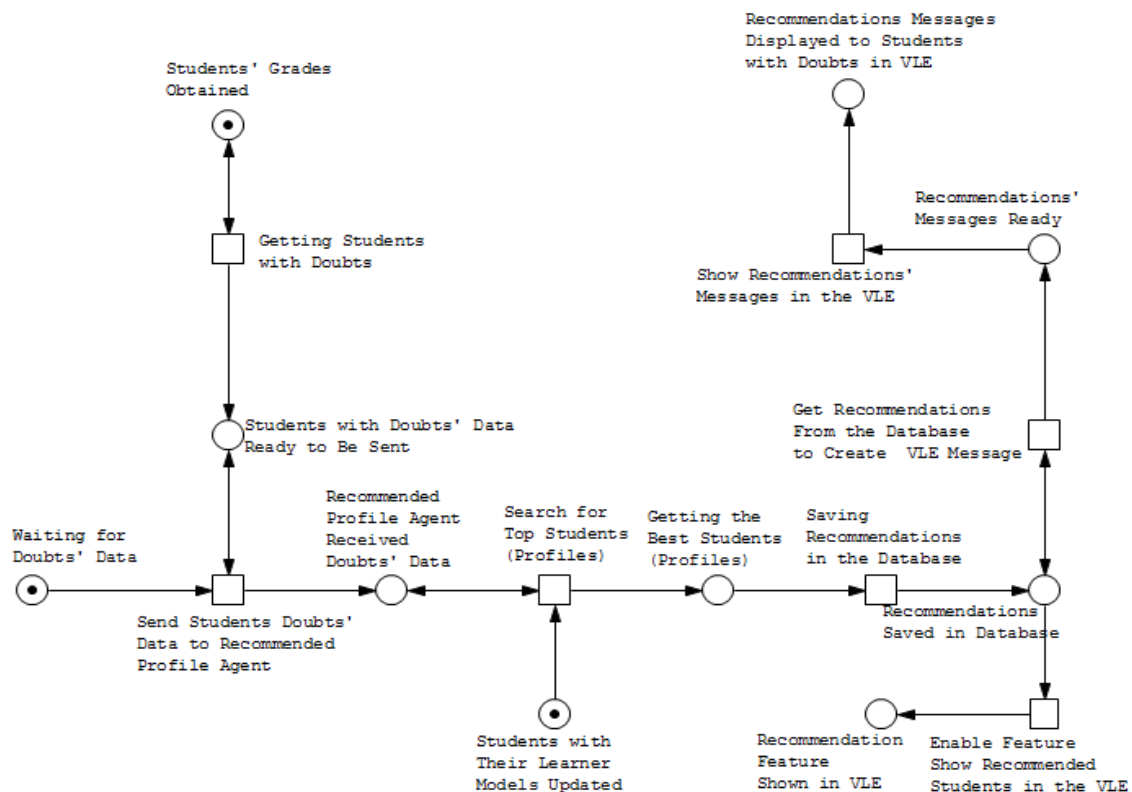 Recommendations Messages
Displayed to Students
with Doubts in VLE
Students' Grades
Obtained
Recommendations'
Messages Ready
Getting Students
with Doubts
Show Recommendations'
Messages in the VLE
Students with Doubts' Data
Ready to Be Sent
Get Recommendations
From the Database
to Create VLE Message
Waiting for
Doubts' Data
Recommended
Profile Agent
Received
Doubts' Data
Search for
Top Students
(Profiles)
Getting the
Best Students
(Profiles)
Saving
Recommendations
in the Database
Send Students Doubts'
Data to Recommended
Profile Agent
Recommendations
Saved in Database
Students with
Their Learner
Models Updated
Recommendation
Feature
Shown in VLE
Enable Feature
Show Recommended
Students in the VLE